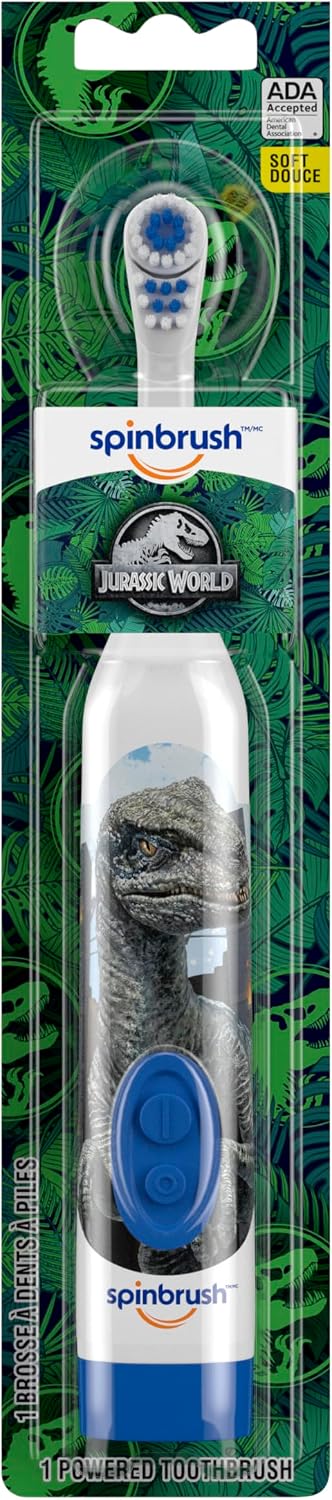 ADA
Accepted
American
Dental
Association
SOFT
DOUCE
spinbrush™/MC
JURASSIC WORLD
spinbrush™/MC
1 BROSSE À DENTS À PILES
1 POWERED TOOTHBRUSH